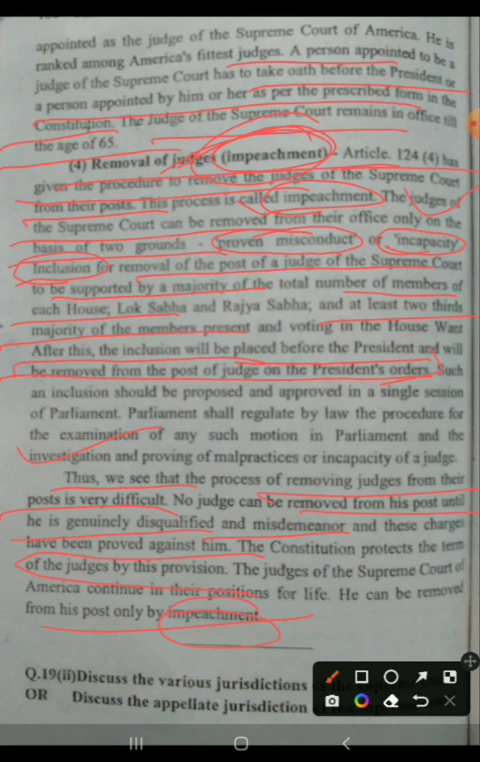 appointed as the judge of the Supreme Court of America. He is
ranked among America's fittest judges. A person appointed to be a
judge of the Supreme Court has to take oath before the President or
a person appointed by him or her as per the prescribed form in the
Constitution. The Judge of the Supreme Court remains in office till
the age of 65.
(4) Removal of judges (impeachment) - Article. 124 (4) has
given the procedure to remove the judges of the Supreme Court
from their posts. This process is called impeachment. The judges of
the Supreme Court can be removed from their office only on the
basis of two grounds - "proven misconduct" or "incapacity"
Inclusion for removal of the post of a judge of the Supreme Court
to be supported by a majority of the total number of members of
each House; Lok Sabha and Rajya Sabha; and at least two thirds
majority of the members present and voting in the House Want
After this, the inclusion will be placed before the President and will
be removed from the post of judge on the President's orders. Such
an inclusion should be proposed and approved in a single session
of Parliament. Parliament shall regulate by law the procedure for
the examination of any such motion in Parliament and the
investigation and proving of malpractices or incapacity of a judge.
Thus, we see that the process of removing judges from their
posts is very difficult. No judge can be removed from his post until
he is genuinely disqualified and misdemeanor and these charges
have been proved against him. The Constitution protects the term
of the judges by this provision. The judges of the Supreme Court of
America continue in their positions for life. He can be removed
from his post only by impeachment.
Q.19(ii)Discuss the various jurisdictions
OR Discuss the appellate jurisdiction